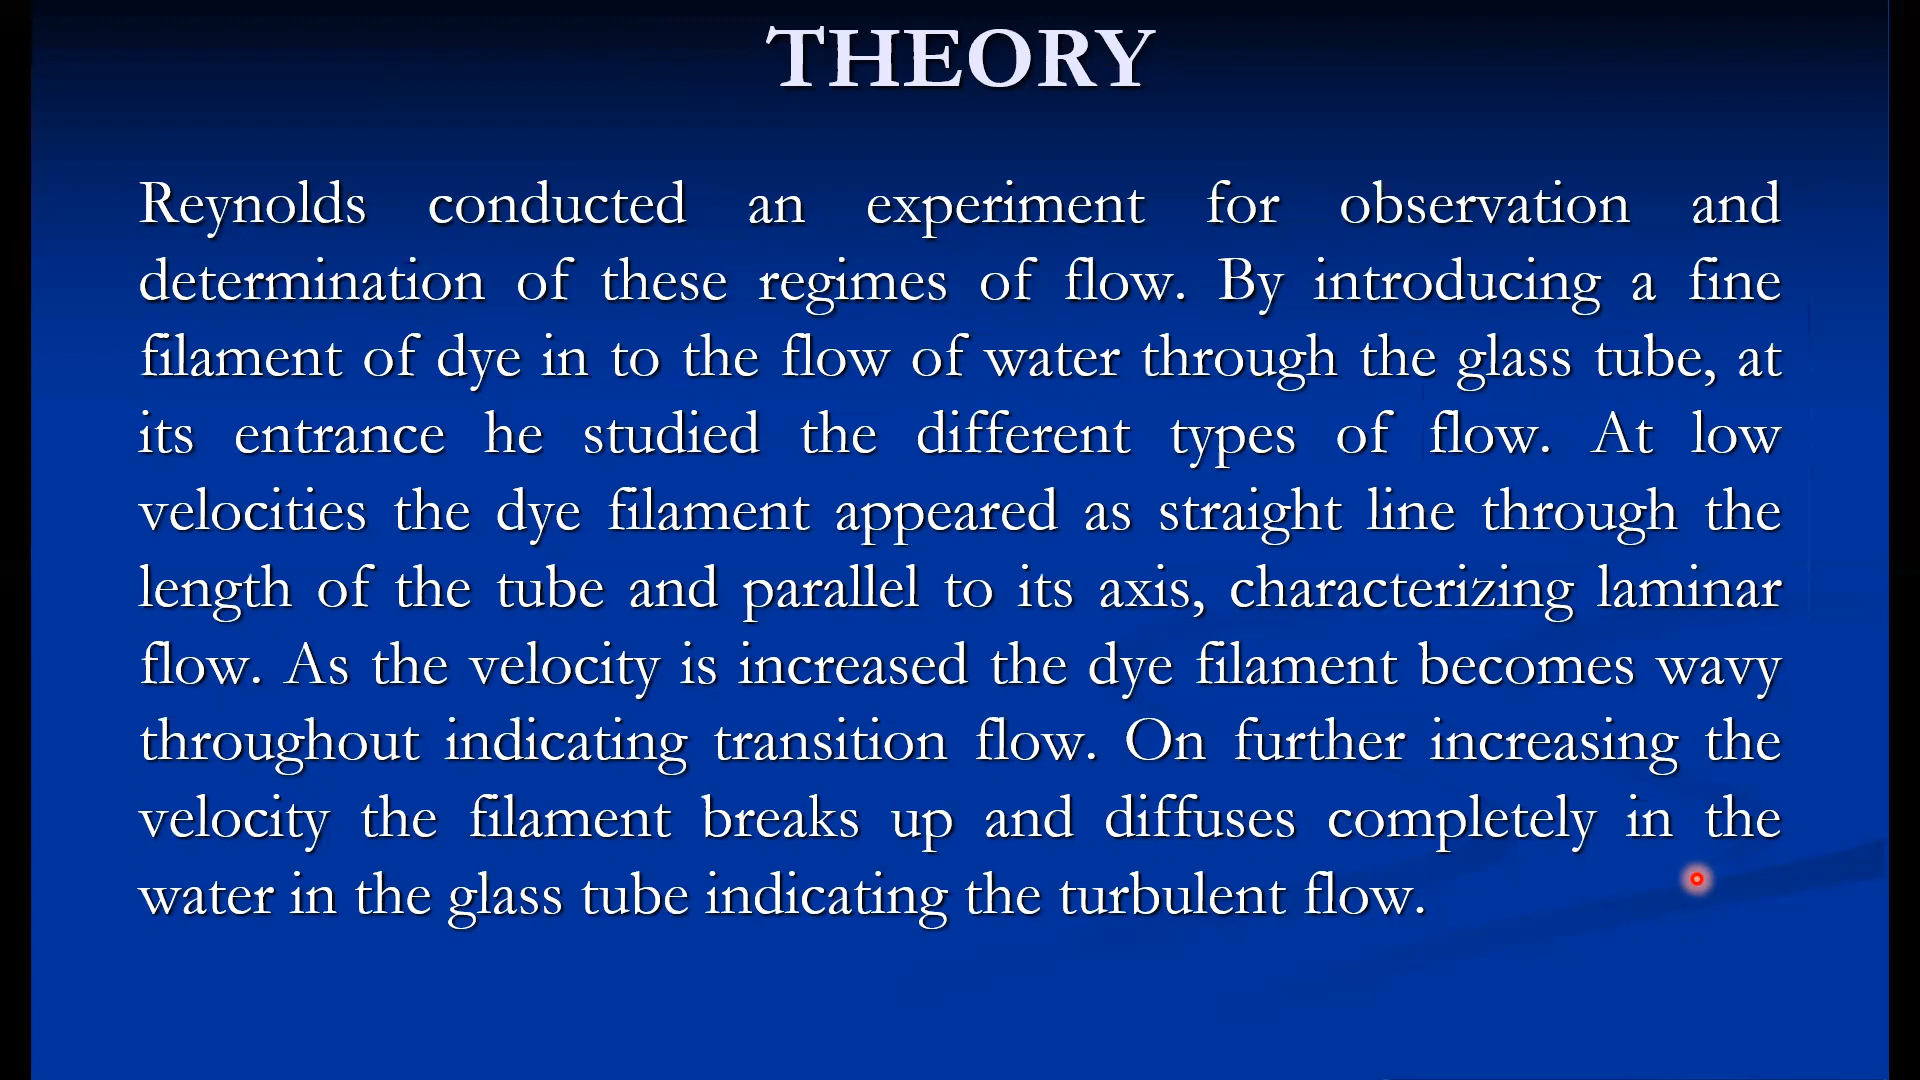 THEORY
Reynolds conducted an experiment for observation and
determination of these regimes of flow. By introducing a fine
filament of dye in to the flow of water through the glass tube, at
its entrance he studied the different types of flow. At low
velocities the dye filament appeared as straight line through the
length of the tube and parallel to its axis, characterizing laminar
flow. As the velocity is increased the dye filament becomes wavy
throughout indicating transition flow. On further increasing the
velocity the filament breaks up and diffuses completely in the
water in the glass tube indicating the turbulent flow.